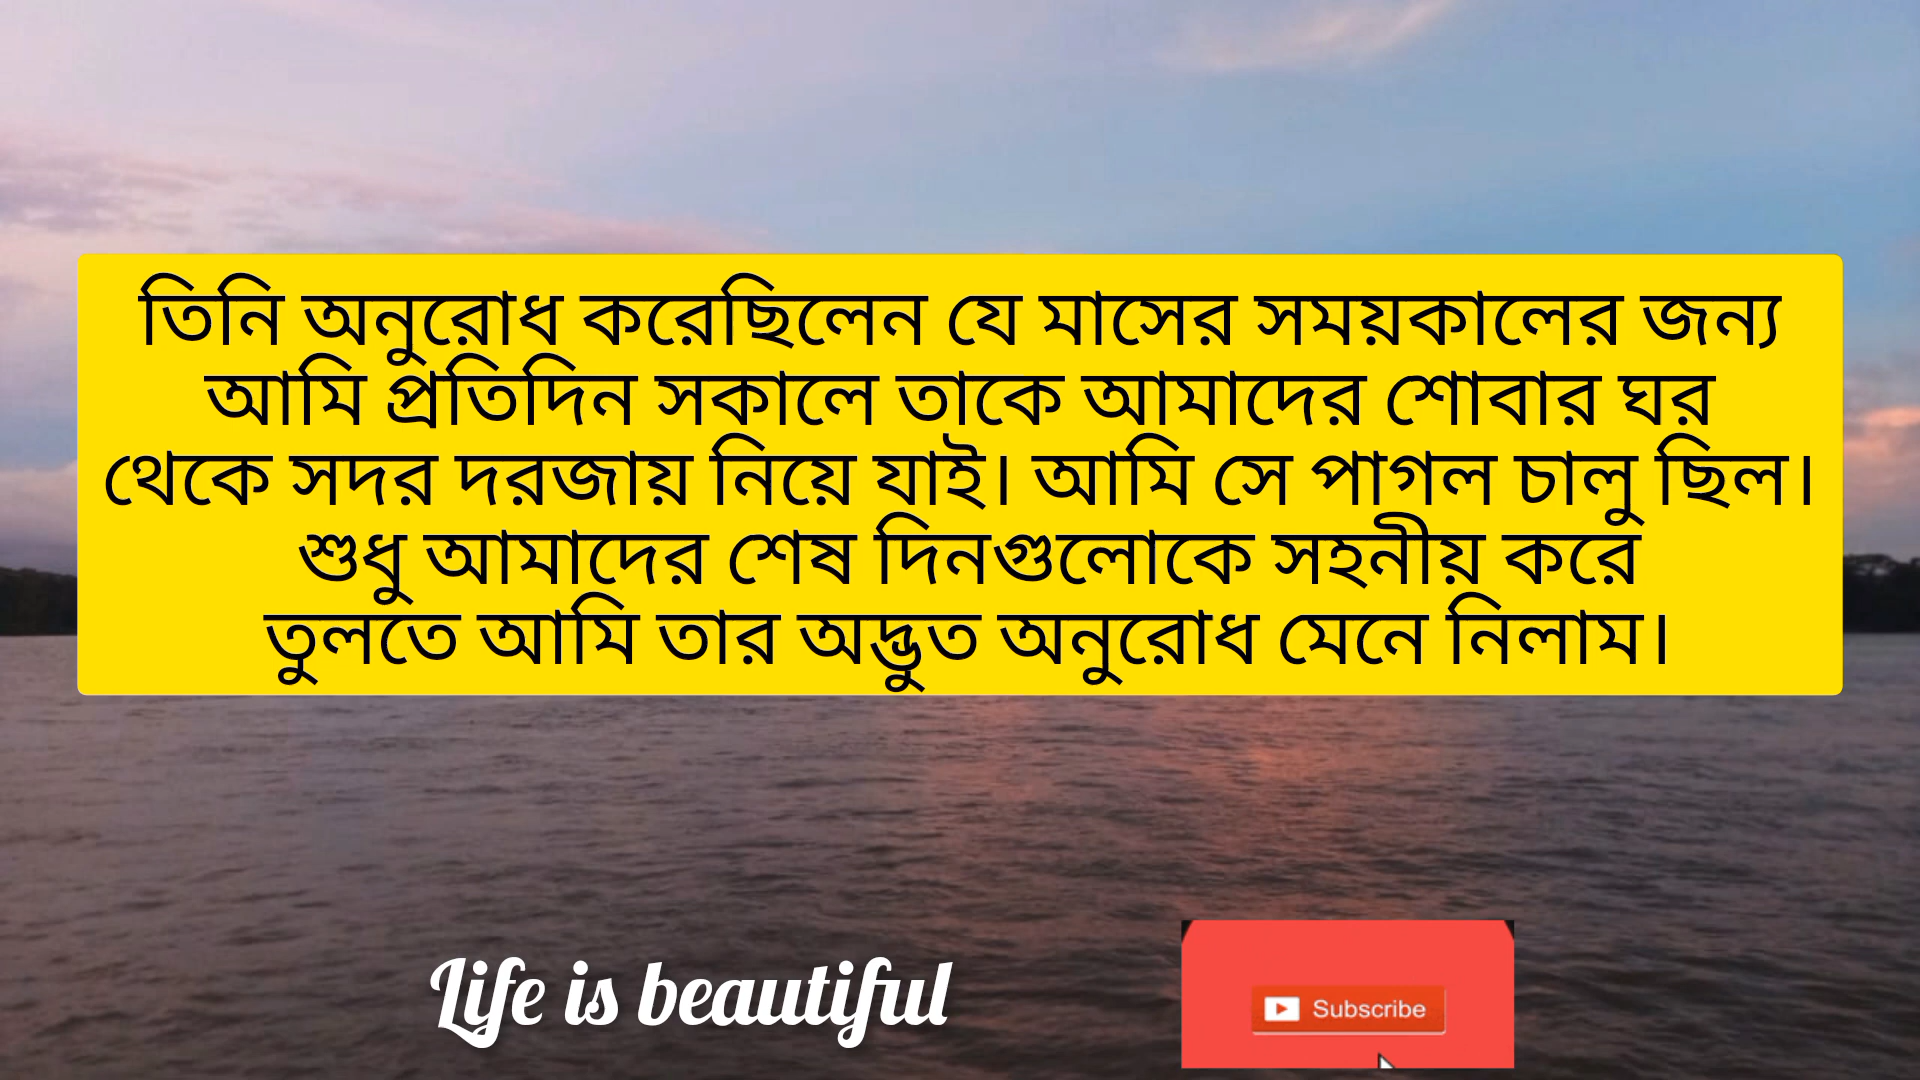 তিনি অনুরোধ করেছিলেন যে মাসের সময়কালের জন্য
আমি প্রতিদিন সকালে তাকে আমাদের শোবার ঘর
থেকে সদর দরজায় নিয়ে যাই। আমি সে পাগল চালু ছিল।
শুধু আমাদের শেষ দিনগুলোকে সহনীয় করে
তুলতে আমি তার অদ্ভুত অনুরোধ মেনে নিলাম।
Life is beautiful
Subscribe